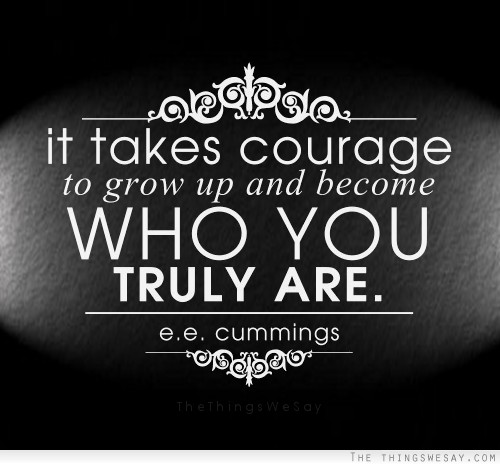 it takes courage
to grow up and become
WHO YOU
TRULY ARE.
e.e. cummings
TheThingsWeSay
THE THINGSWESAY.COM